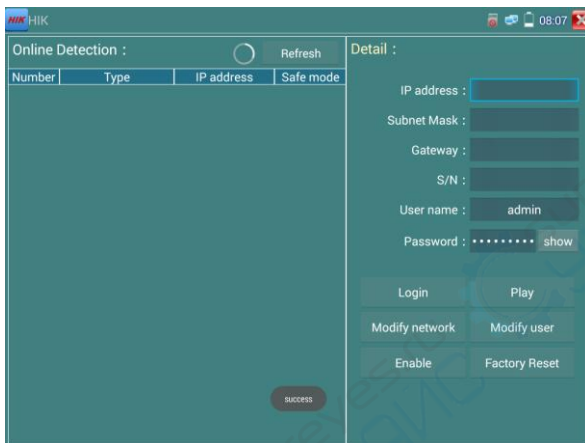 HIK HIK 08:07
Online Detection : Refresh
Number Type IP address Safe mode
success
Detail :
IP address :
Subnet Mask :
Gateway :
S/N :
User name : admin
Password : ••••••••• show
Login Play
Modify network Modify user
Enable Factory Reset